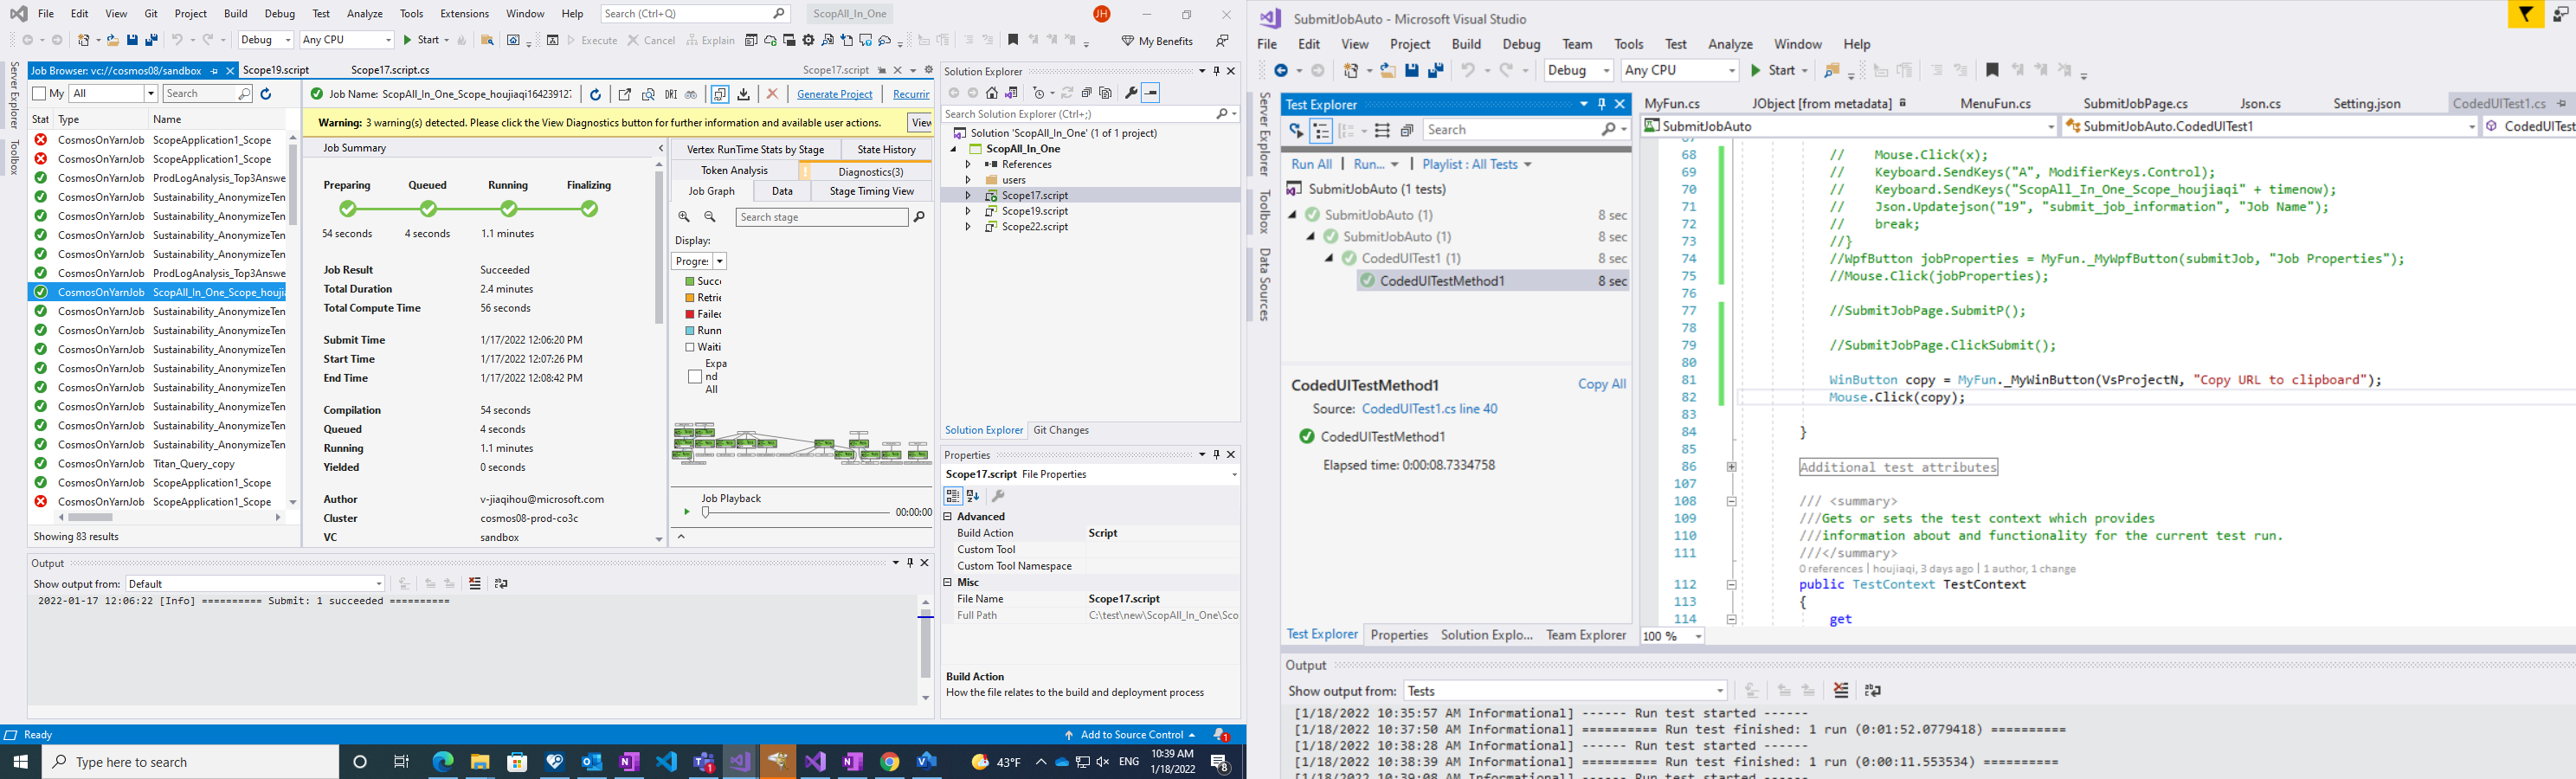 File Edit View Git Project Build Debug Test Analyze Tools Extensions Window Help Search (Ctrl+Q) ScopAll_In_One JH
Debug Any CPU Start Execute Cancel Explain My Benefits
Server Explorer
Toolbox
Job Browser: vc://cosmos08/sandbox Scope19.script Scope17.script.cs Scope17.script
My All Search
Stat Type Name
CosmosOnYarnJob ScopeApplication1_Scope
CosmosOnYarnJob ScopeApplication1_Scope
CosmosOnYarnJob ProdLogAnalysis_Top3Answe
CosmosOnYarnJob Sustainability_AnonymizeTen
CosmosOnYarnJob Sustainability_AnonymizeTen
CosmosOnYarnJob Sustainability_AnonymizeTen
CosmosOnYarnJob Sustainability_AnonymizeTen
CosmosOnYarnJob ProdLogAnalysis_Top3Answe
CosmosOnYarnJob ScopAll_In_One_Scope_houjia
CosmosOnYarnJob Sustainability_AnonymizeTen
CosmosOnYarnJob Sustainability_AnonymizeTen
CosmosOnYarnJob Sustainability_AnonymizeTen
CosmosOnYarnJob Sustainability_AnonymizeTen
CosmosOnYarnJob Sustainability_AnonymizeTen
CosmosOnYarnJob Sustainability_AnonymizeTen
CosmosOnYarnJob Sustainability_AnonymizeTen
CosmosOnYarnJob Sustainability_AnonymizeTen
CosmosOnYarnJob Titan_Query_copy
CosmosOnYarnJob ScopeApplication1_Scope
CosmosOnYarnJob ScopeApplication1_Scope
Showing 83 results
Job Name: ScopAll_In_One_Scope_houjiaqi164239127 DRI Generate Project Recurrir
Warning: 3 warning(s) detected. Please click the View Diagnostics button for further information and available user actions. View
Job Summary
Preparing Queued Running Finalizing
54 seconds 4 seconds 1.1 minutes
Job Result Succeeded
Total Duration 2.4 minutes
Total Compute Time 56 seconds
Submit Time 1/17/2022 12:06:20 PM
Start Time 1/17/2022 12:07:26 PM
End Time 1/17/2022 12:08:42 PM
Compilation 54 seconds
Queued 4 seconds
Running 1.1 minutes
Yielded 0 seconds
Author v-jiaqihou@microsoft.com
Cluster cosmos08-prod-co3c
VC sandbox
Vertex RunTime Stats by Stage State History
Token Analysis ! Diagnostics(3)
Job Graph Data Stage Timing View
Search stage
Display:
Progre:
Succe
Retrie
Failed
Runn
Waiti
Expa
nd
All
Job Playback
00:00:00
Output
Show output from: Default
2022-01-17 12:06:22 [Info] ========== Submit: 1 succeeded ==========
Solution Explorer
Search Solution Explorer (Ctrl+;)
Solution 'ScopAll_In_One' (1 of 1 project)
ScopAll_In_One
References
users
Scope17.script
Scope19.script
Scope22.script
Solution Explorer Git Changes
Properties
Scope17.script File Properties
Advanced
Build Action Script
Custom Tool
Custom Tool Namespace
Misc
File Name Scope17.script
Full Path C:\test\new\ScopAll_In_One\Sco
Build Action
How the file relates to the build and deployment process
Ready Add to Source Control 1
Type here to search 43°F ENG 10:39 AM
1/18/2022 8
SubmitJobAuto - Microsoft Visual Studio
File Edit View Project Build Debug Team Tools Test Analyze Window Help
Debug Any CPU Start
Server Explorer
Toolbox
Data Sources
Test Explorer
Search
Run All Run... Playlist : All Tests
SubmitJobAuto (1 tests)
SubmitJobAuto (1) 8 sec
SubmitJobAuto (1) 8 sec
CodedUITest1 (1) 8 sec
CodedUITestMethod1 8 sec
CodedUITestMethod1 Copy All
Source: CodedUITest1.cs line 40
CodedUITestMethod1
Elapsed time: 0:00:08.7334758
Test Explorer Properties Solution Explo... Team Explorer
MyFun.cs JObject [from metadata] MenuFun.cs SubmitJobPage.cs Json.cs Setting.json CodedUITest1.cs
SubmitJobAuto SubmitJobAuto.CodedUITest1 CodedUITest
67
68 // Mouse.Click(x);
69 // Keyboard.SendKeys("A", ModifierKeys.Control);
70 // Keyboard.SendKeys("ScopAll_In_One_Scope_houjiaqi" + timenow);
71 // Json.Updatejson("19", "submit_job_information", "Job Name");
72 // break;
73 //}
74 //WpfButton jobProperties = MyFun._MyWpfButton(submitJob, "Job Properties");
75 //Mouse.Click(jobProperties);
76
77 //SubmitJobPage.SubmitP();
78
79 //SubmitJobPage.ClickSubmit();
80
81 WinButton copy = MyFun._MyWinButton(VsProjectN, "Copy URL to clipboard");
82 Mouse.Click(copy);
83
84 }
85
86 Additional test attributes
107
108 /// <summary>
109 ///Gets or sets the test context which provides
110 ///information about and functionality for the current test run.
111 ///</summary>
0 references | houjiaqi, 3 days ago | 1 author, 1 change
112 public TestContext TestContext
113 {
114 get
100 %
Output
Show output from: Tests
[1/18/2022 10:35:57 AM Informational] ------ Run test started ------
[1/18/2022 10:37:50 AM Informational] ========== Run test finished: 1 run (0:01:52.0779418) ==========
[1/18/2022 10:38:28 AM Informational] ------ Run test started ------
[1/18/2022 10:38:39 AM Informational] ========== Run test finished: 1 run (0:00:11.553534) ==========
[1/18/2022 10:39:08 AM Informational] ------ Run test started ------